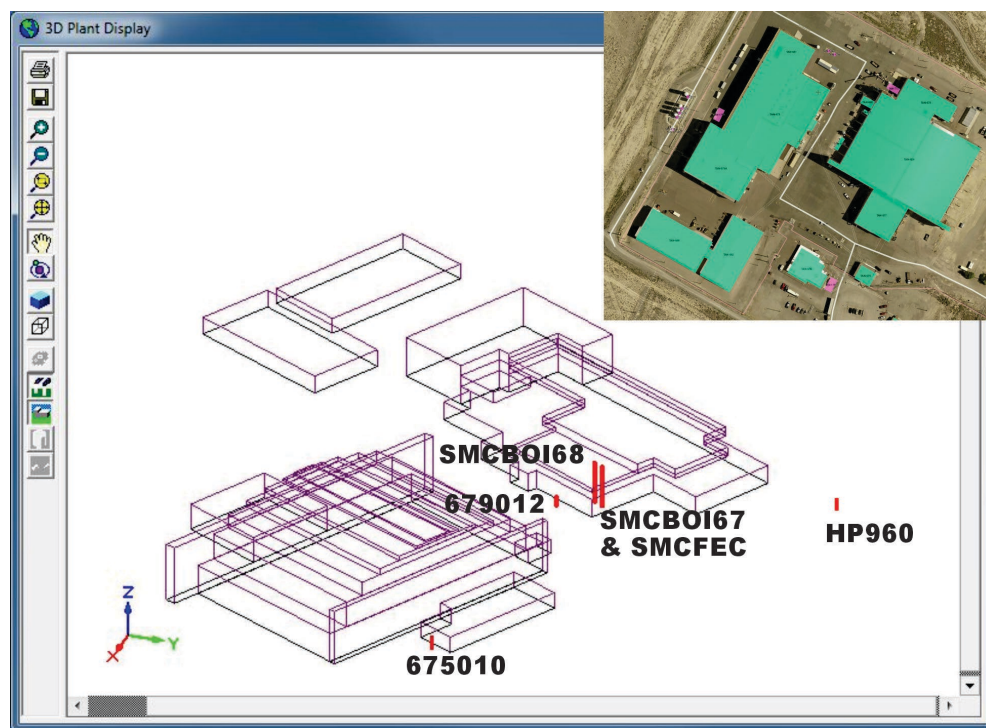 3D Plant Display
SMCBOI68
679012
SMCBOI67
& SMCFEC
HP960
675010
Z
Y
X